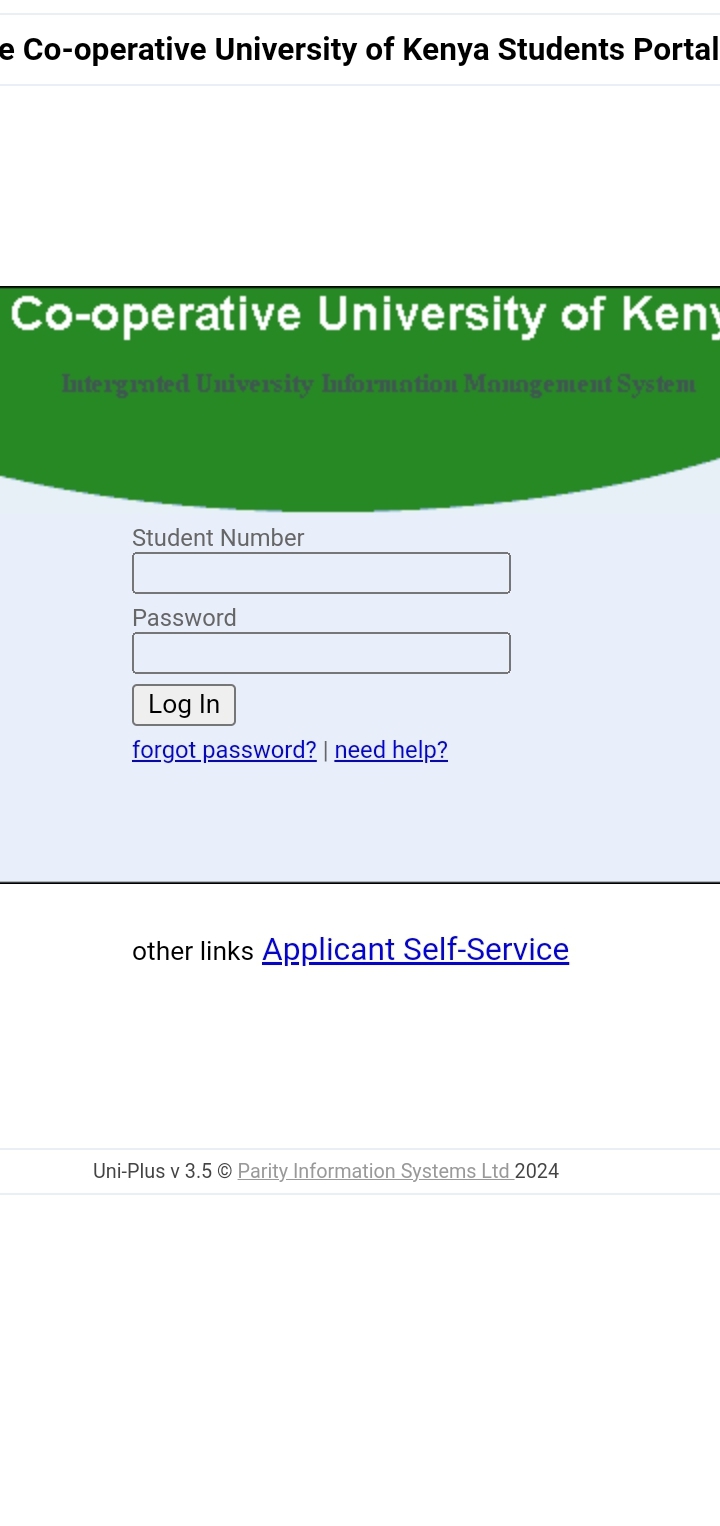 e Co-operative University of Kenya Students Portal
Co-operative University of Keny
Intergrated University Information Management System
Student Number
Password
Log In
forgot password? | need help?
other links Applicant Self-Service
Uni-Plus v 3.5 © Parity Information Systems Ltd 2024